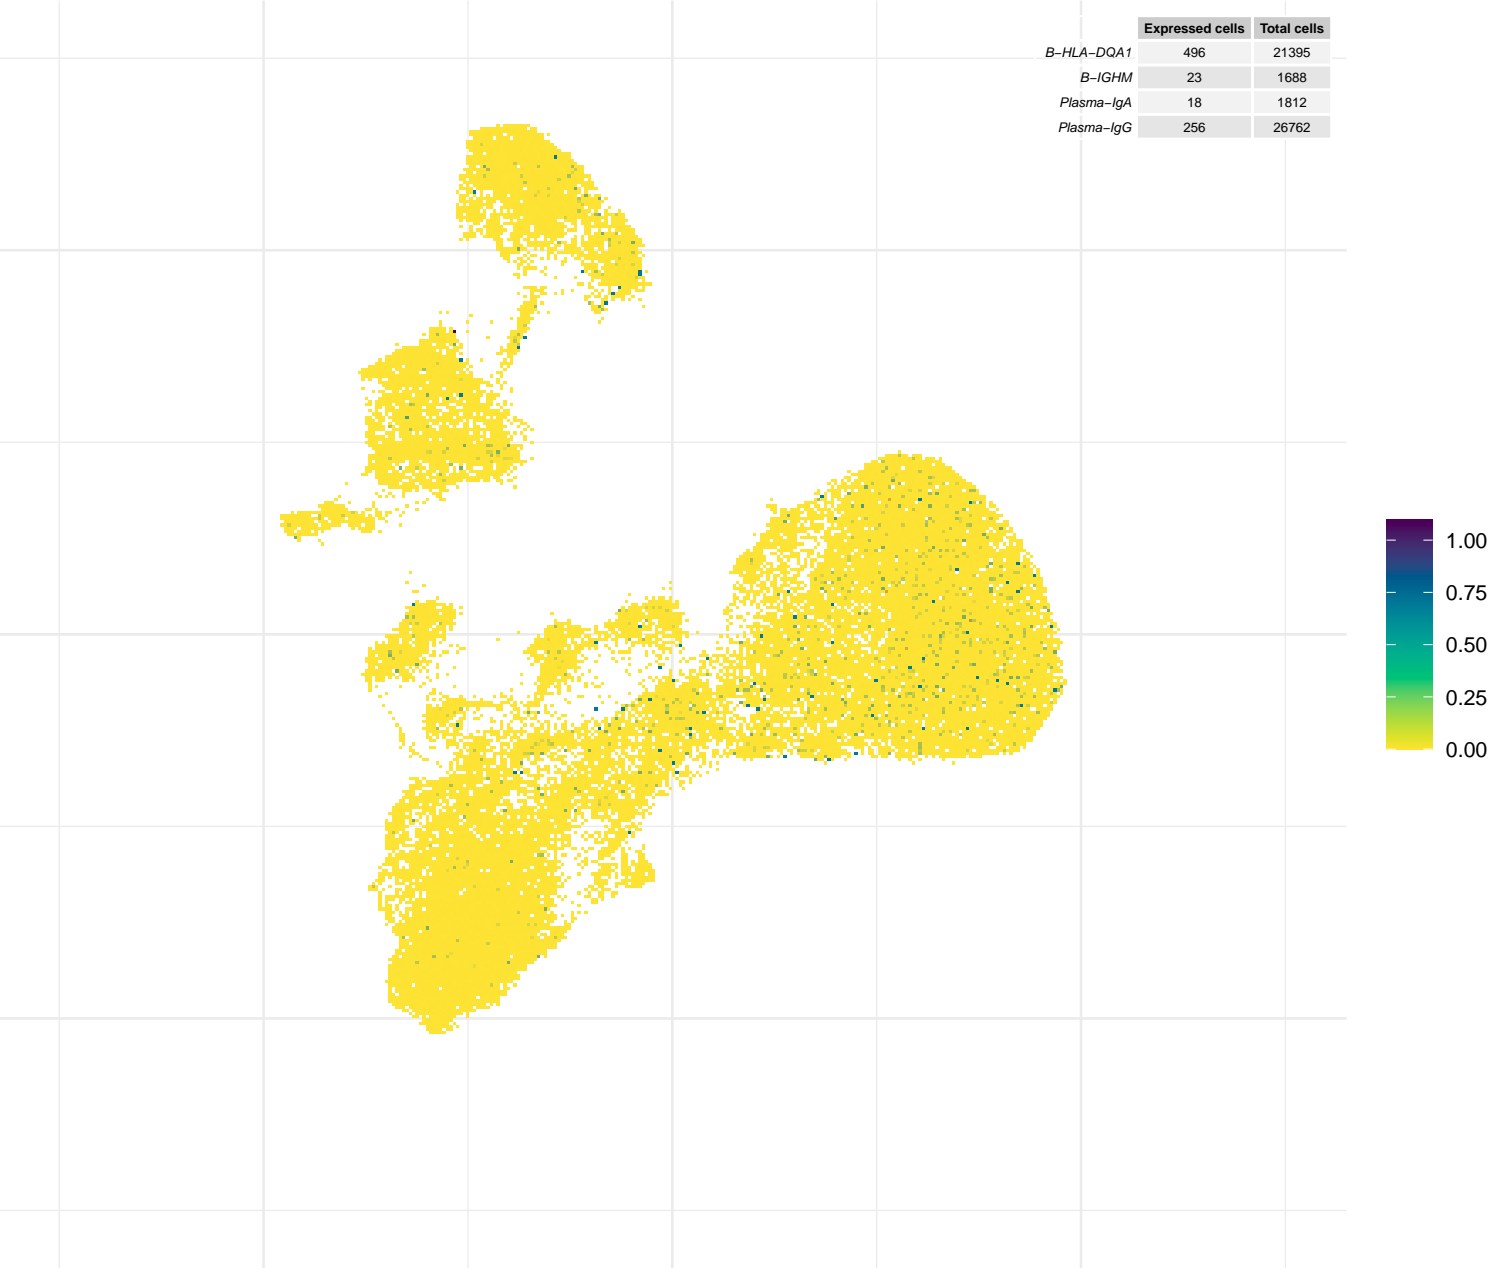 Expressed cells Total cells
B−HLA−DQA1 496 21395
B−IGHM 23 1688
Plasma−IgA 18 1812
Plasma−IgG 256 26762
1.00
0.75
0.50
0.25
0.00